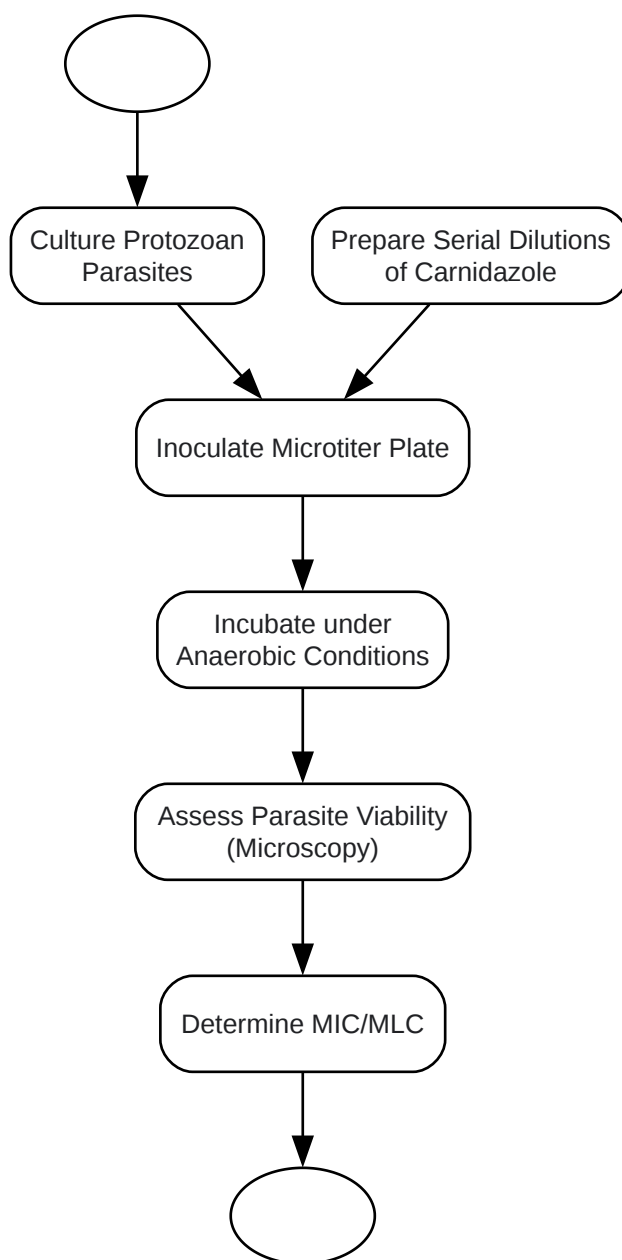 Culture Protozoan
Parasites
Prepare Serial Dilutions
of Carnidazole
Inoculate Microtiter Plate
Incubate under
Anaerobic Conditions
Assess Parasite Viability
(Microscopy)
Determine MIC/MLC